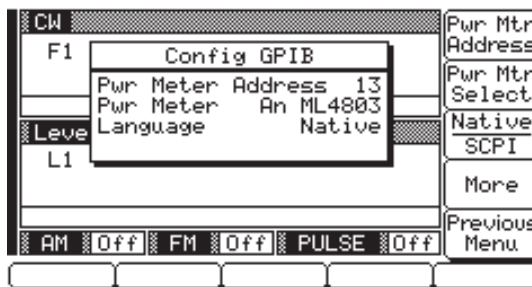 CW
F1
Config GPIB
Pwr Meter Address 13
Pwr Meter An ML4803
Language Native
Level
L1
AM Off FM Off PULSE Off
Pwr Mtr
Address
Pwr Mtr
Select
Native
SCPI
More
Previous
Menu